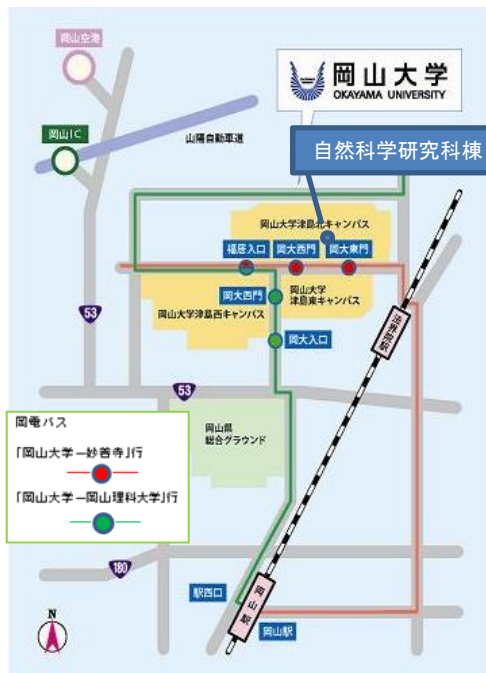 岡山空港
岡山大学
OKAYAMA UNIVERSITY
岡山IC
山陽自動車道
自然科学研究科棟
岡山大学津島北キャンパス
福居入口
岡大西門
岡大東門
岡大西門
岡山大学
津島東キャンパス
岡山大学津島西キャンパス
53
岡大入口
法界院駅
53
岡電バス
「岡山大学ー妙善寺」行
「岡山大学ー岡山理科大学」行
岡山県
総合グラウンド
180
駅西口
岡山駅
岡山駅
N